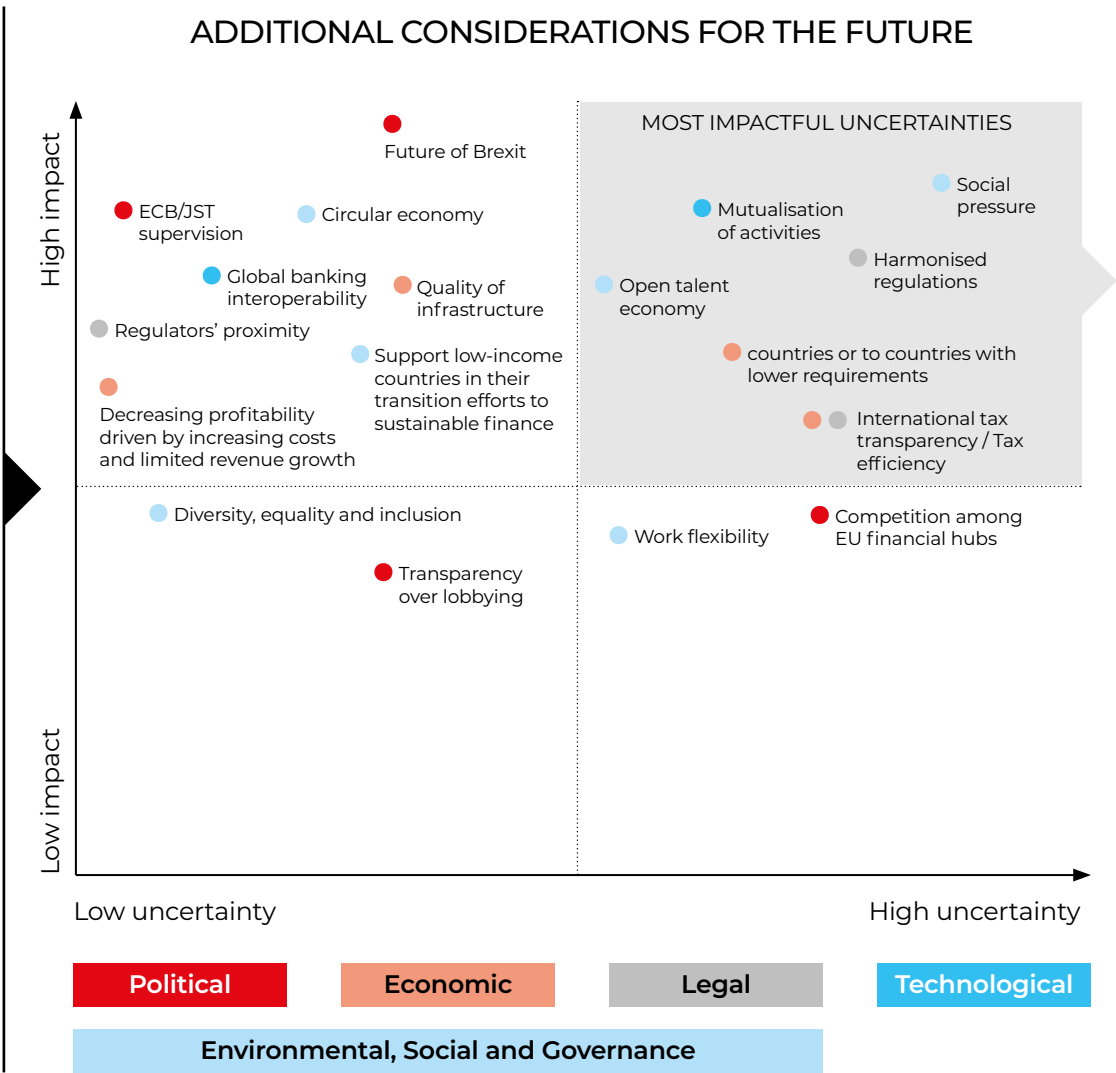 ADDITIONAL CONSIDERATIONS FOR THE FUTURE
High impact
Low impact
Future of Brexit
ECB/JST
supervision
Circular economy
Global banking
interoperability
Quality of
infrastructure
Regulators’ proximity
Support low-income
countries in their
transition efforts to
sustainable finance
Decreasing profitability
driven by increasing costs
and limited revenue growth
MOST IMPACTFUL UNCERTAINTIES
Social
pressure
Mutualisation
of activities
Harmonised
regulations
Open talent
economy
countries or to countries with
lower requirements
International tax
transparency / Tax
efficiency
Diversity, equality and inclusion
Transparency
over lobbying
Work flexibility
Competition among
EU financial hubs
Low uncertainty
High uncertainty
Political
Economic
Legal
Technological
Environmental, Social and Governance